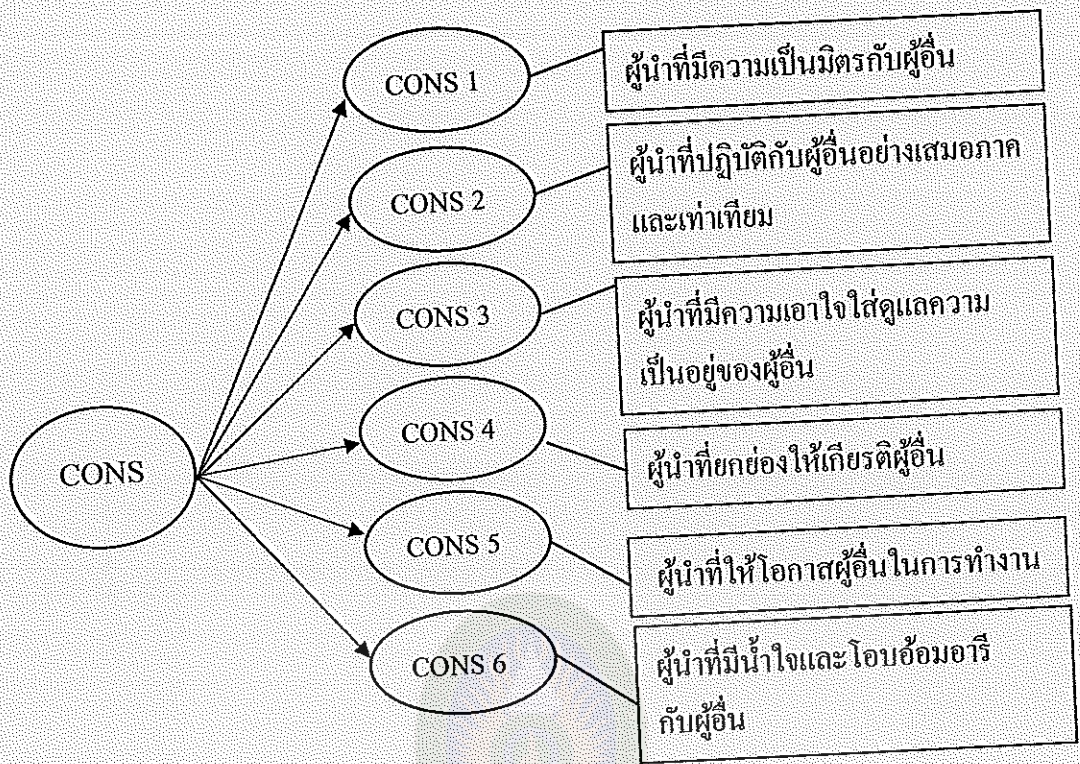 CONS 1
ผู้นำที่มีความเป็นมิตรกับผู้อื่น
CONS 2
ผู้นำที่ปฏิบัติกับผู้อื่นอย่างเสมอภาค
และเท่าเทียม
CONS 3
ผู้นำที่มีความเอาใจใส่ดูแลความ
เป็นอยู่ของผู้อื่น
CONS
CONS 4
ผู้นำที่ยกย่องให้เกียรติผู้อื่น
CONS 5
ผู้นำที่ให้โอกาสผู้อื่นในการทำงาน
CONS 6
ผู้นำที่มีน้ำใจและโอบอ้อมอารี
กับผู้อื่น